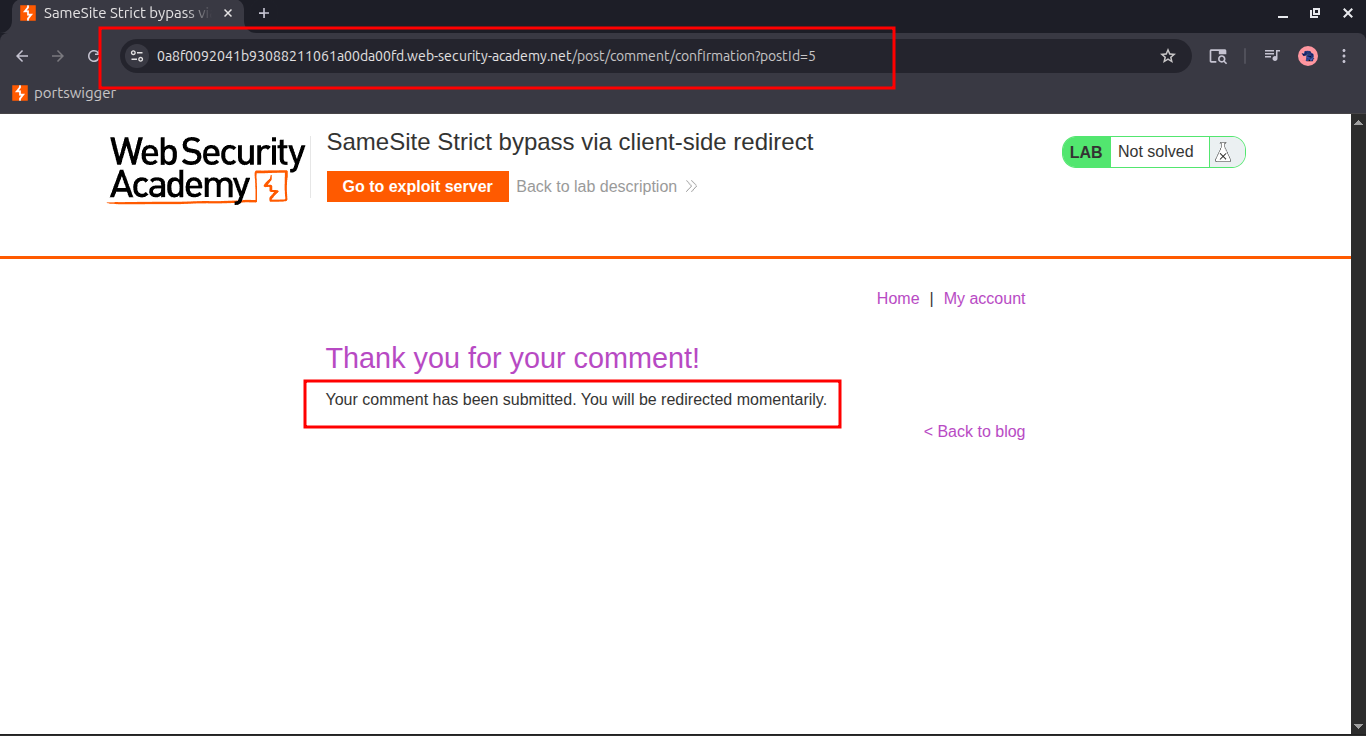 SameSite Strict bypass vi
0a8f0092041b93088211061a00da00fd.web-security-academy.net/post/comment/confirmation?postId=5
portswigger
Web Security
Academy
SameSite Strict bypass via client-side redirect
Go to exploit server
Back to lab description
LAB
Not solved
Home | My account
Thank you for your comment!
Your comment has been submitted. You will be redirected momentarily.
< Back to blog